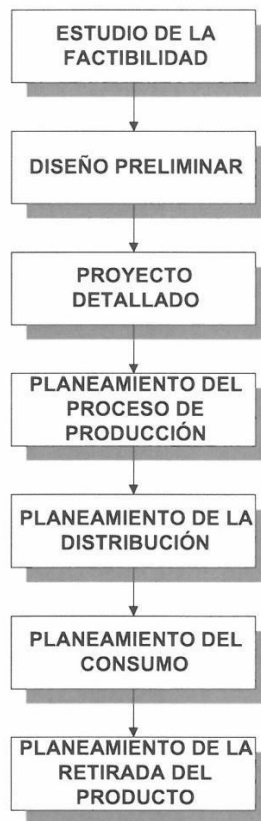 ESTUDIO DE LA
FACTIBILIDAD
DISEÑO PRELIMINAR
PROYECTO
DETALLADO
PLANEAMIENTO DEL
PROCESO DE
PRODUCCIÓN
PLANEAMIENTO DE LA
DISTRIBUCIÓN
PLANEAMIENTO DEL
CONSUMO
PLANEAMIENTO DE LA
RETIRADA DEL
PRODUCTO